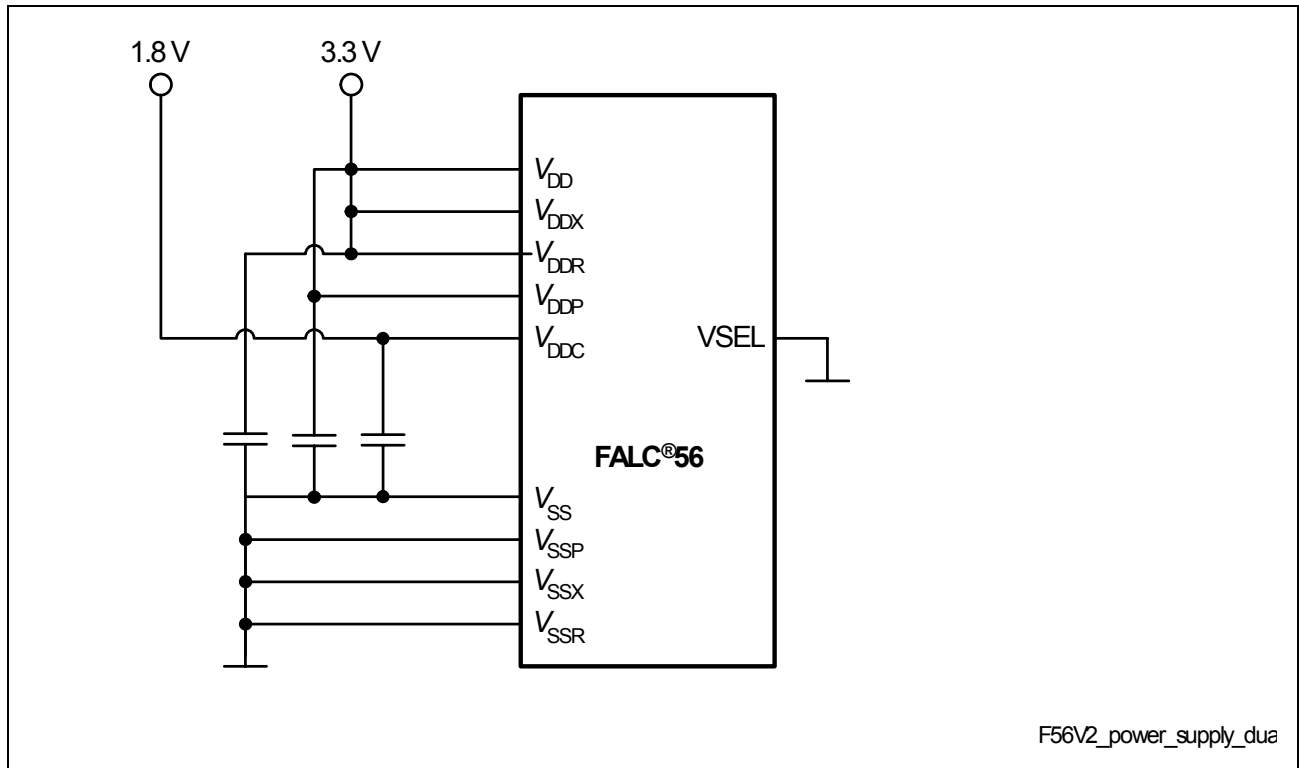 1.8 V
3.3 V
VDD
VDDX
VDDR
VDDP
VDDC
VSEL
FALC®56
VSS
VSSP
VSSX
VSSR
F56V2_power_supply_dua